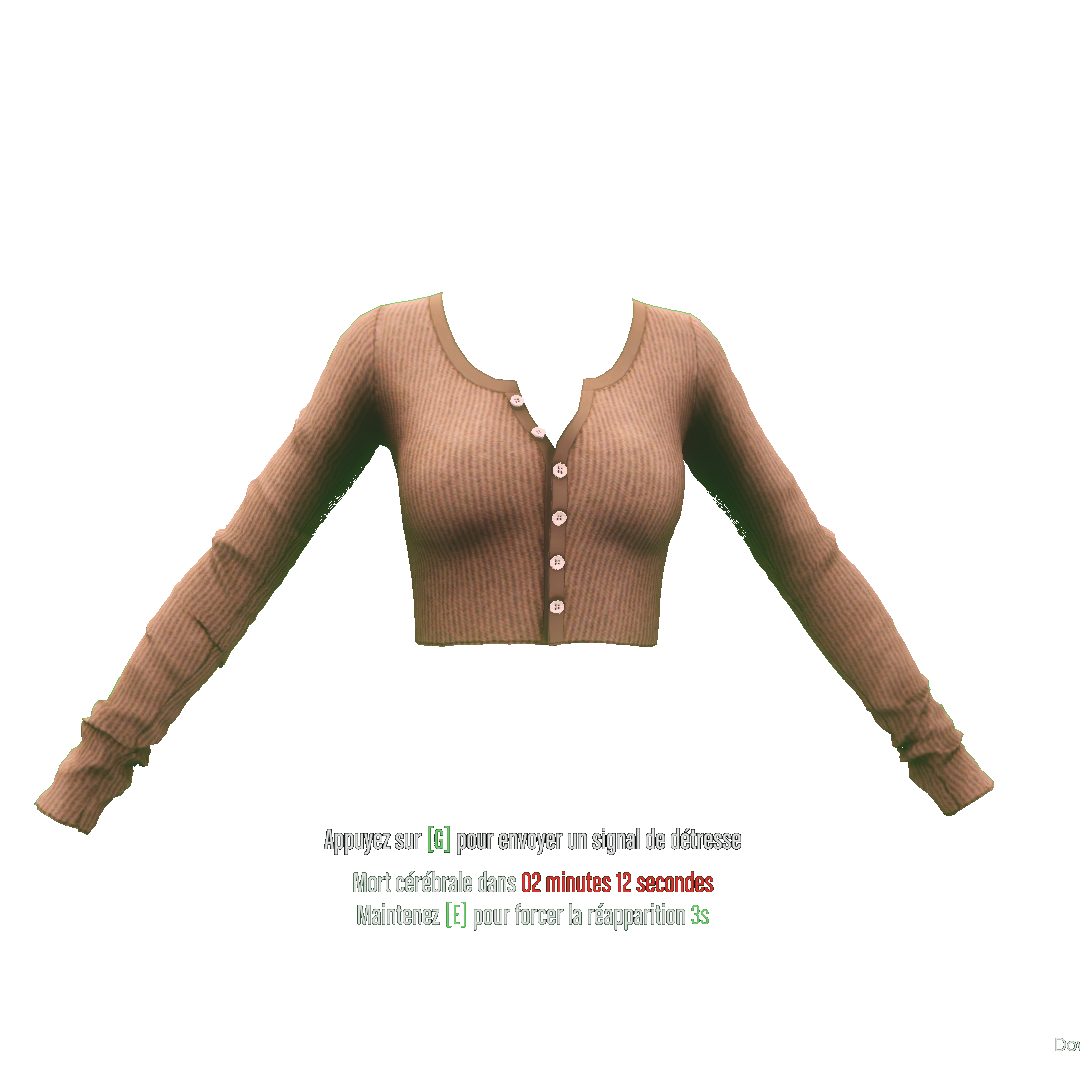 Appuyez sur [G] pour envoyer un signal de détresse
Mort cérébrale dans 02 minutes 12 secondes
Maintenez [E] pour forcer la réapparition 3s